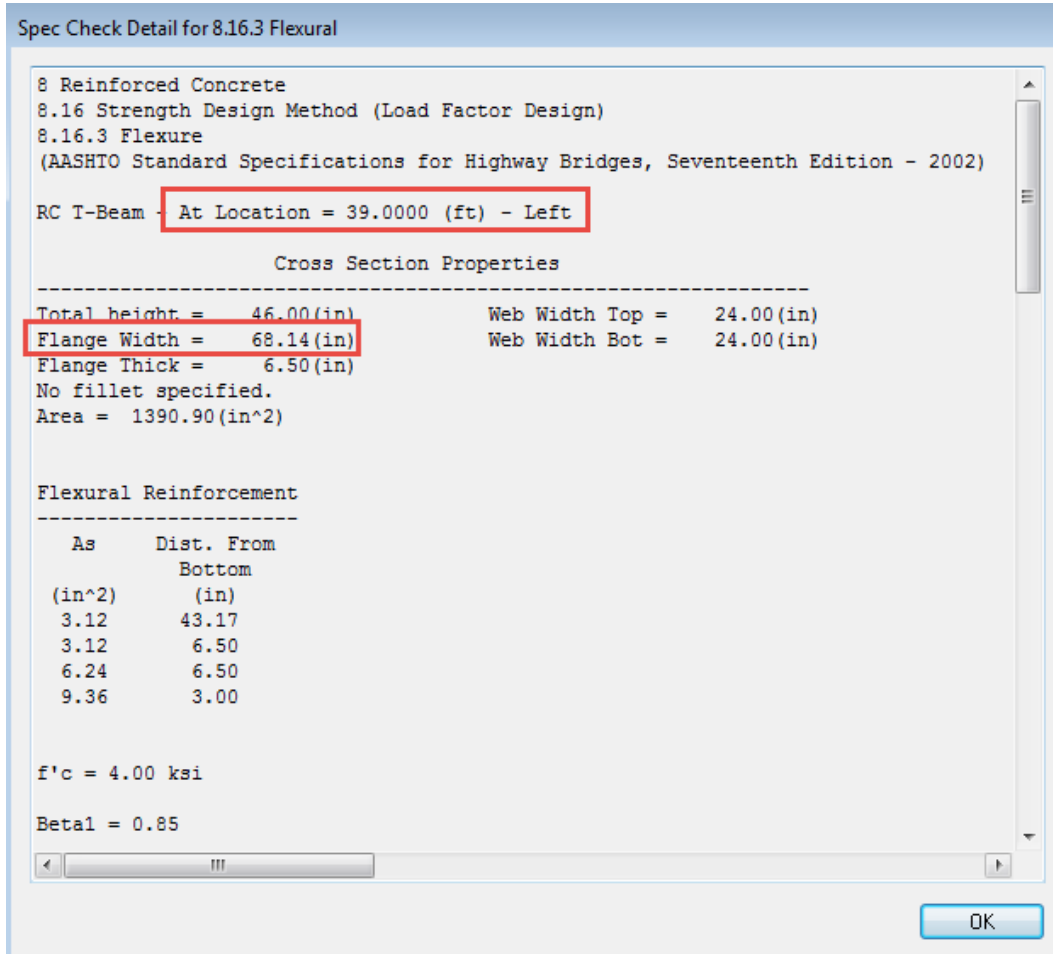 Spec Check Detail for 8.16.3 Flexural
8 Reinforced Concrete
8.16 Strength Design Method (Load Factor Design)
8.16.3 Flexure
(AASHTO Standard Specifications for Highway Bridges, Seventeenth Edition - 2002)
RC T-Beam - At Location = 39.0000 (ft) - Left
Cross Section Properties
------------------------------------------------------------------
Total height = 46.00(in) Web Width Top = 24.00(in)
Flange Width = 68.14(in) Web Width Bot = 24.00(in)
Flange Thick = 6.50(in)
No fillet specified.
Area = 1390.90(in^2)
Flexural Reinforcement
----------------------
As Dist. From
Bottom
(in^2) (in)
3.12 43.17
3.12 6.50
6.24 6.50
9.36 3.00
f'c = 4.00 ksi
Beta1 = 0.85
OK